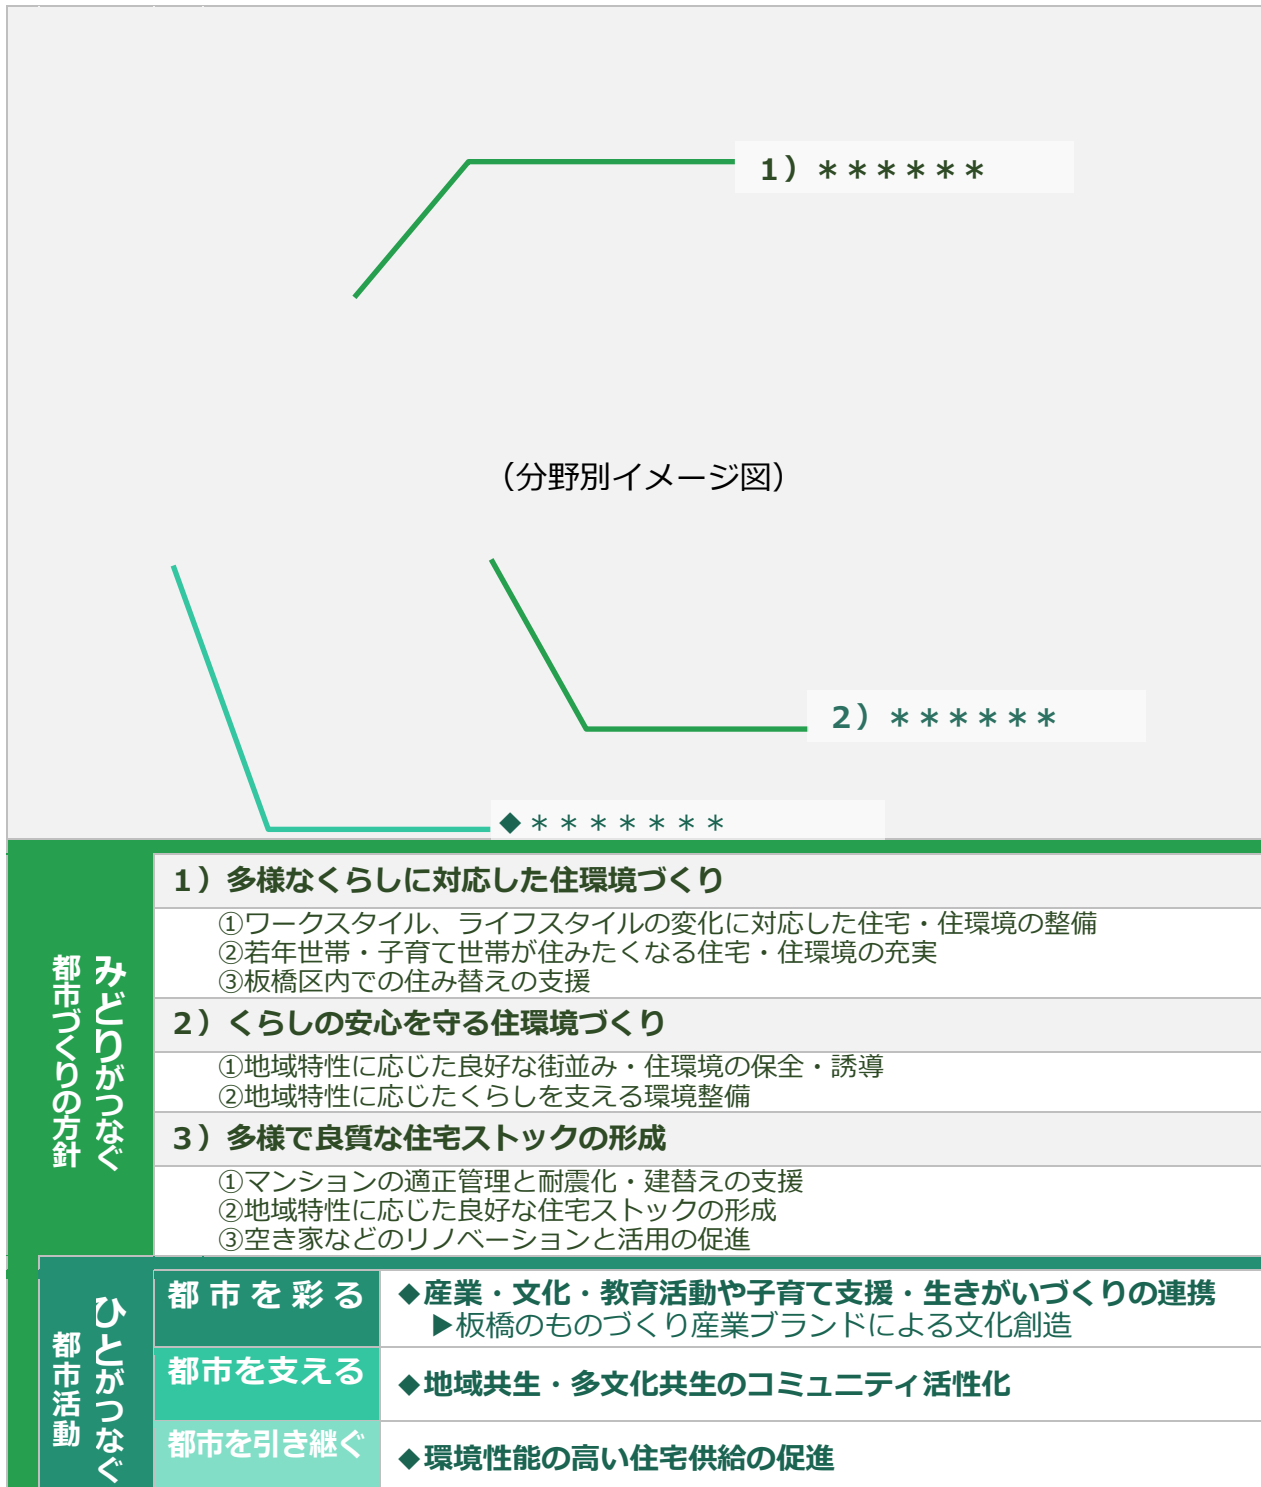 １）＊＊＊＊＊＊
（分野別イメージ図）
２）＊＊＊＊＊＊
◆＊＊＊＊＊＊＊
みどりがつなぐ
都市づくりの方針
１）多様なくらしに対応した住環境づくり
①ワークスタイル、ライフスタイルの変化に対応した住宅・住環境の整備
②若年世帯・子育て世帯が住みたくなる住宅・住環境の充実
③板橋区内での住み替えの支援
２）くらしの安心を守る住環境づくり
①地域特性に応じた良好な街並み・住環境の保全・誘導
②地域特性に応じたくらしを支える環境整備
３）多様で良質な住宅ストックの形成
①マンションの適正管理と耐震化・建替えの支援
②地域特性に応じた良好な住宅ストックの形成
③空き家などのリノベーションと活用の促進
ひとがつなぐ
都市活動
都市を彩る
◆産業・文化・教育活動や子育て支援・生きがいづくりの連携
▶板橋のものづくり産業ブランドによる文化創造
都市を支える
◆地域共生・多文化共生のコミュニティ活性化
都市を引き継ぐ
◆環境性能の高い住宅供給の促進